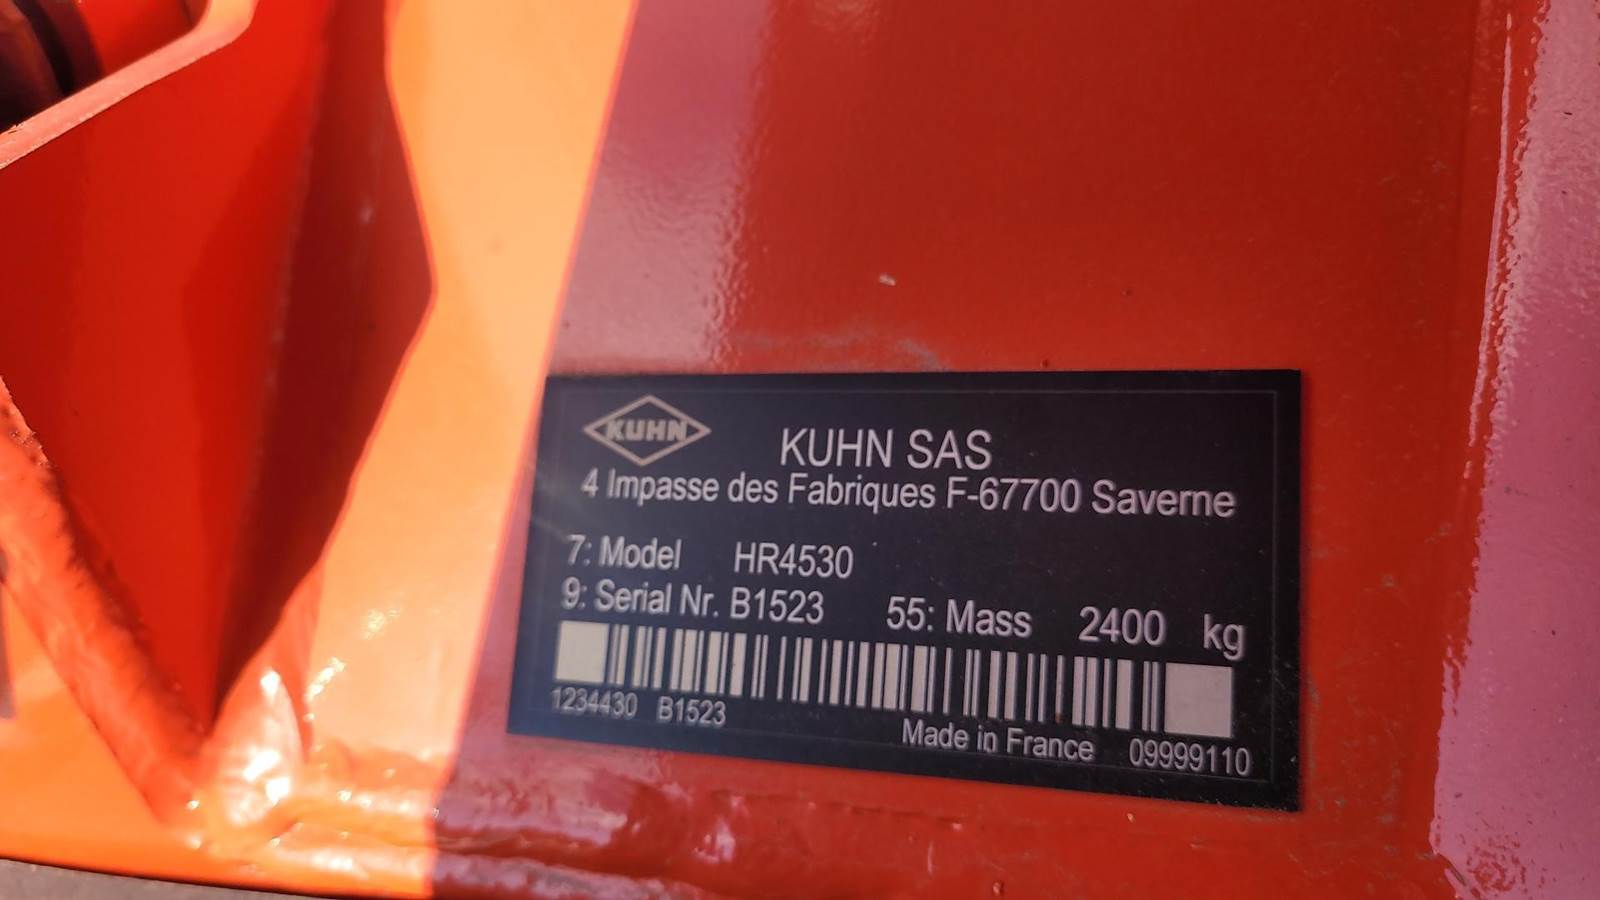 KUHN
KUHN SAS
4 Impasse des Fabriques F-67700 Saverne
7: Model HR4530
9: Serial Nr. B1523 55: Mass 2400 kg
1234430 B1523
Made in France 09999110